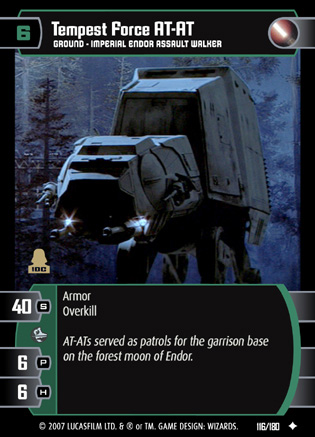 6
Tempest Force AT-AT
GROUND - IMPERIAL ENDOR ASSAULT WALKER
IDC
40 S
Armor
Overkill
AT-ATs served as patrols for the garrison base
on the forest moon of Endor.
6 P
6 H
© 2007 LUCASFILM LTD. & ® or TM. GAME DESIGN: WIZARDS.
116/180